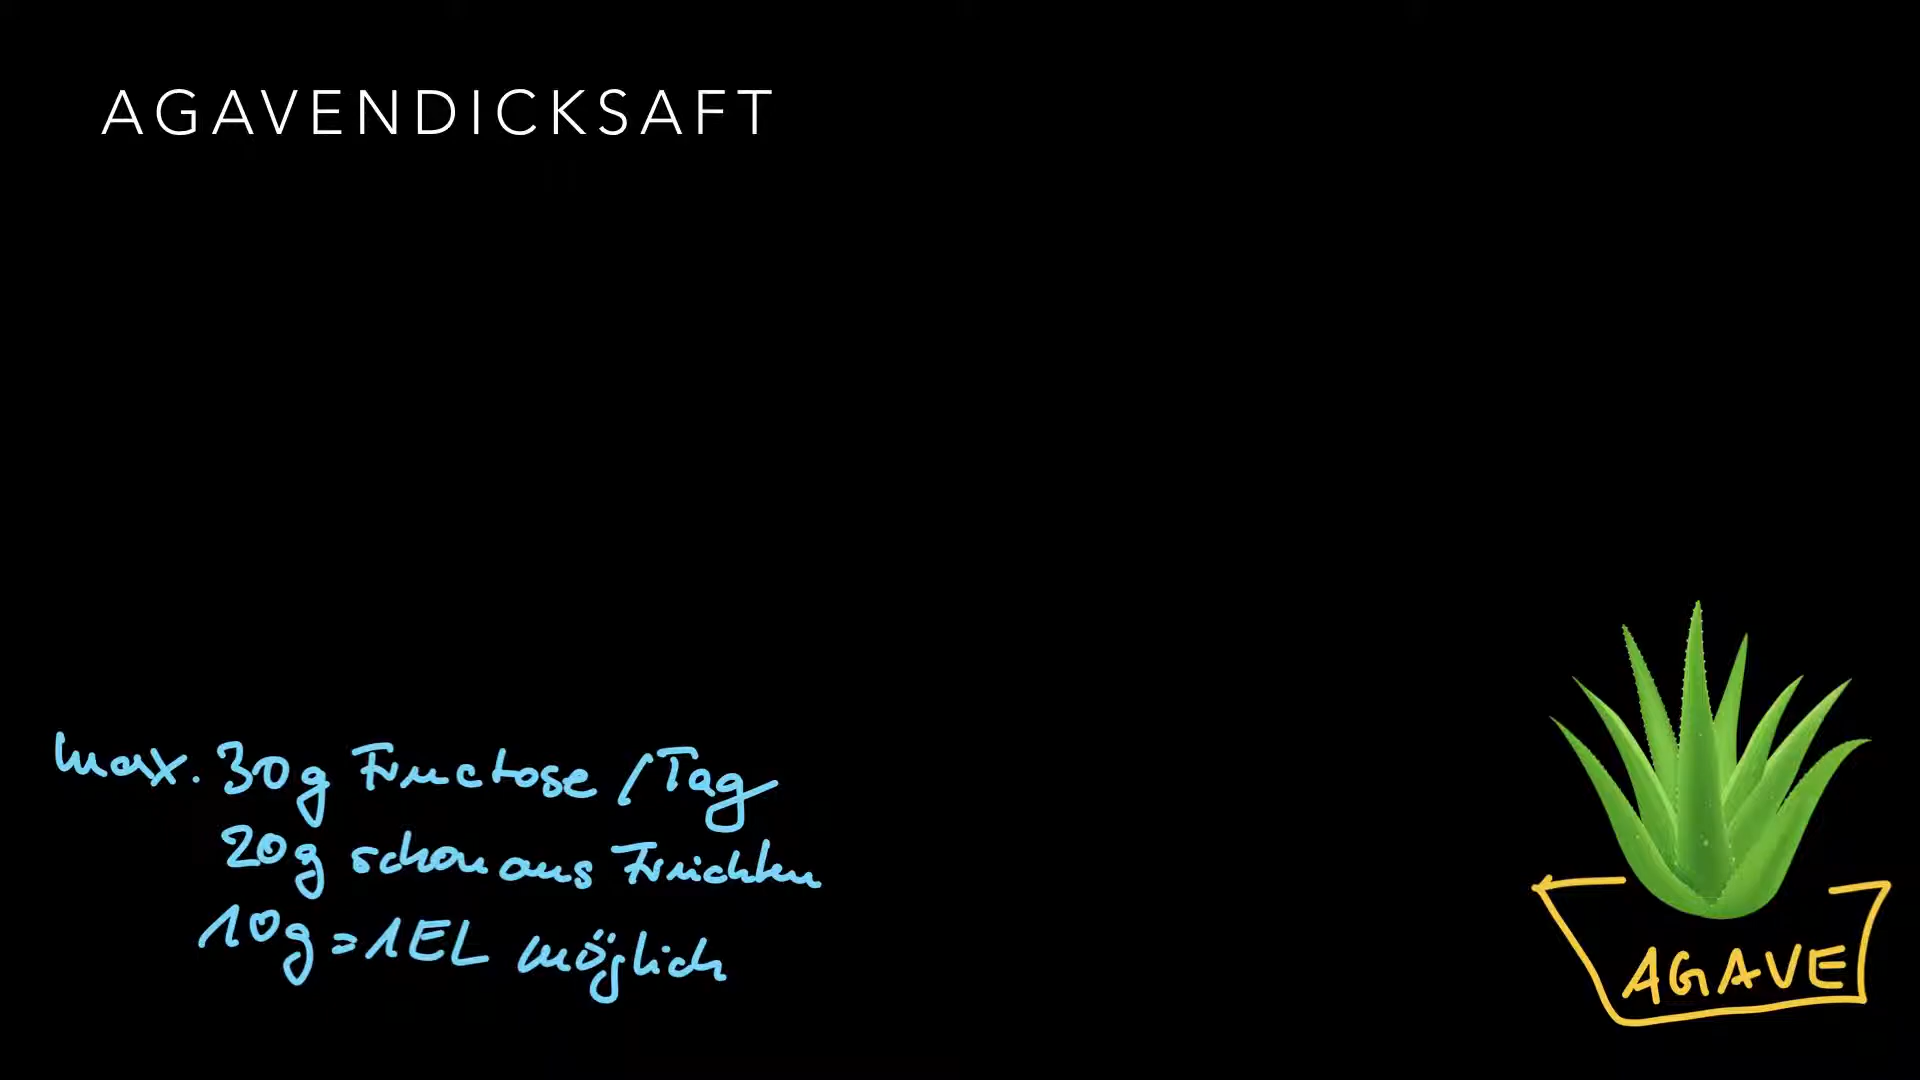 AGAVENDICKSAFT
max. 30g Fructose /Tag
20g schon aus Früchten
10g = 1EL möglich
AGAVE